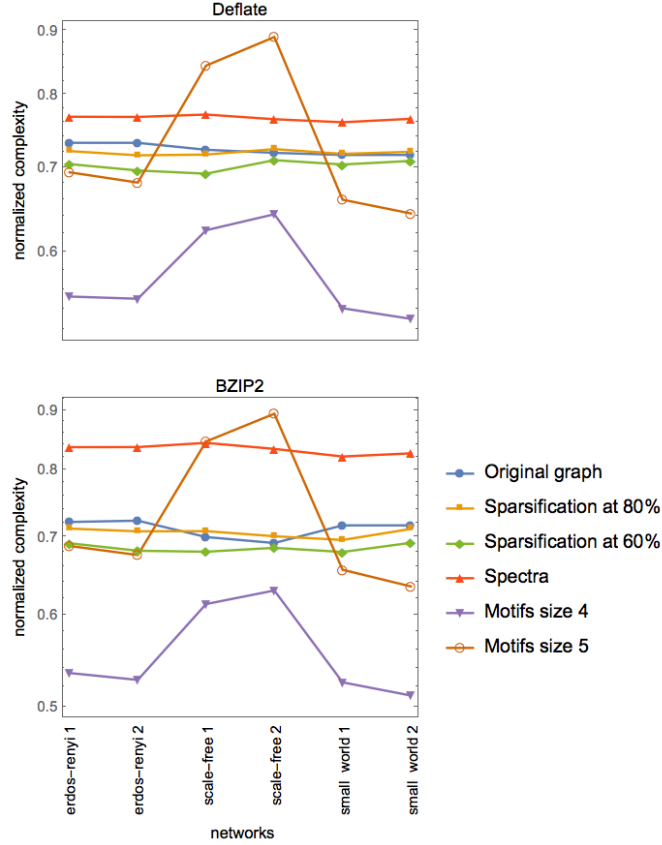 Deflate
normalized complexity
0.9
0.8
0.7
0.6
BZIP2
normalized complexity
0.9
0.8
0.7
0.6
0.5
erdos-renyi 1
erdos-renyi 2
scale-free 1
scale-free 2
small world 1
small world 2
networks
Original graph
Sparsification at 80%
Sparsification at 60%
Spectra
Motifs size 4
Motifs size 5